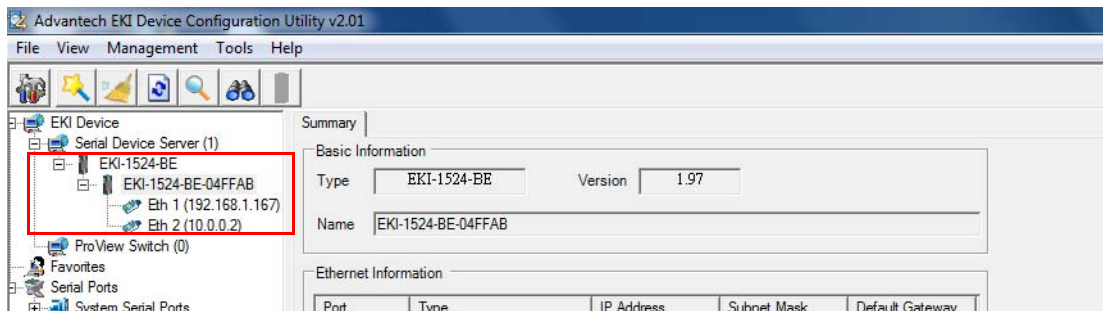 Advantech EKI Device Configuration Utility v2.01
File View Management Tools Help
EKI Device
Serial Device Server (1)
EKI-1524-BE
EKI-1524-BE-04FFAB
Eth 1 (192.168.1.167)
Eth 2 (10.0.0.2)
ProView Switch (0)
Favorites
Serial Ports
System Serial Ports
Summary
Basic Information
Type EKI-1524-BE Version 1.97
Name EKI-1524-BE-04FFAB
Ethernet Information
Port Type IP Address Subnet Mask Default Gateway